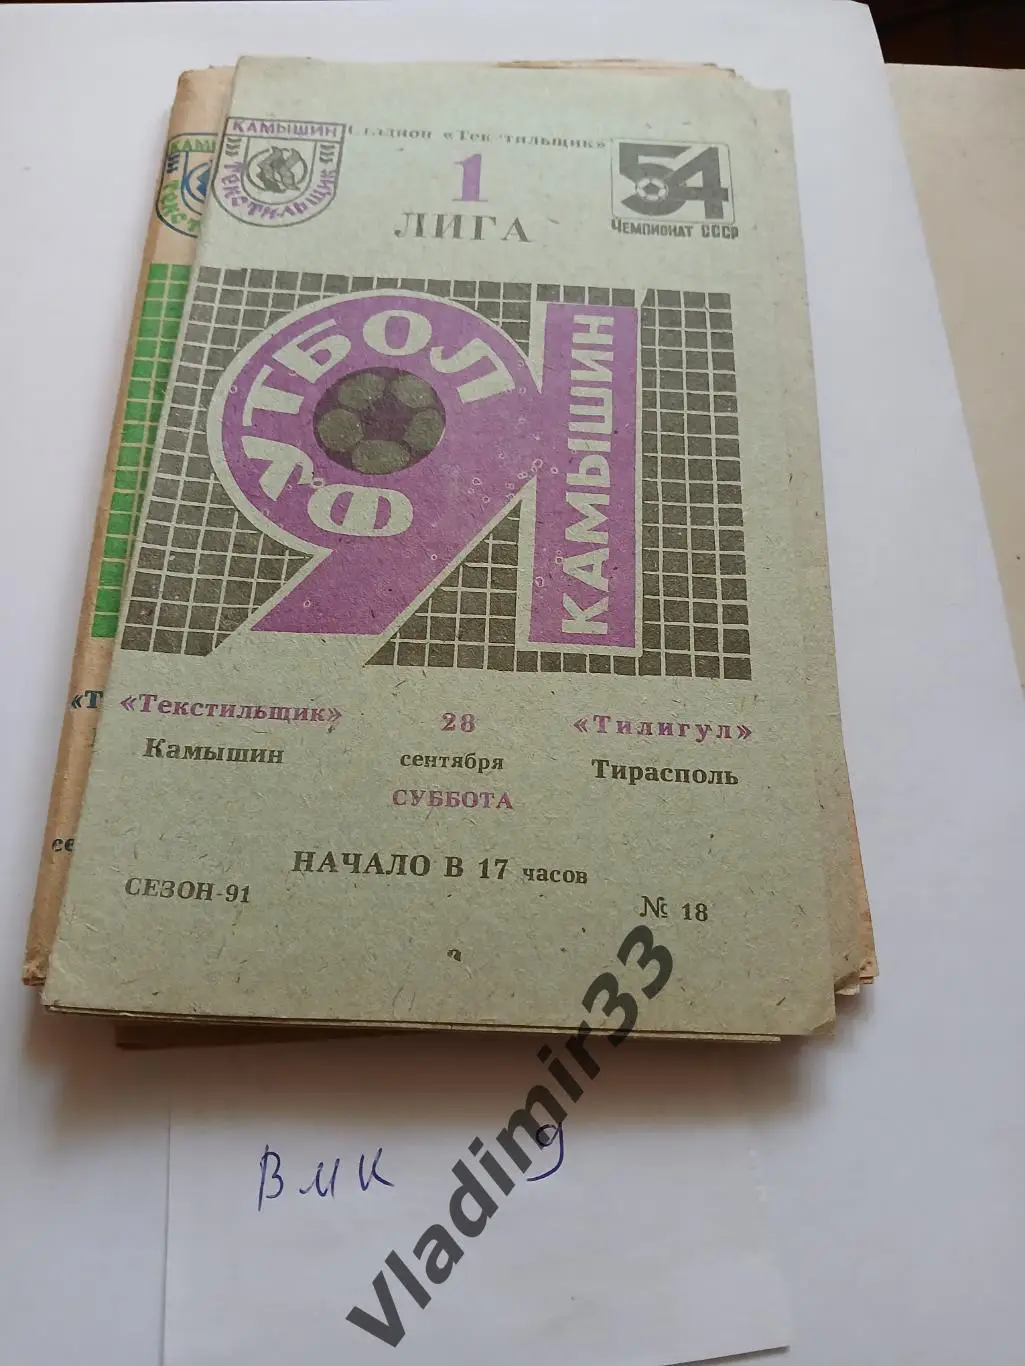 КАМЫШИН
ТЕКСТИЛЬЩИК
Стадион «Текстильщик»
1
ЛИГА
54
ЧЕМПИОНАТ СССР
ФУТБОЛ
91
КАМЫШИН
«Текстильщик»
Камышин
28
сентября
СУББОТА
«Тилигул»
Тирасполь
НАЧАЛО В 17 часов
СЕЗОН-91
№ 18
ВМК 9
vladimir33